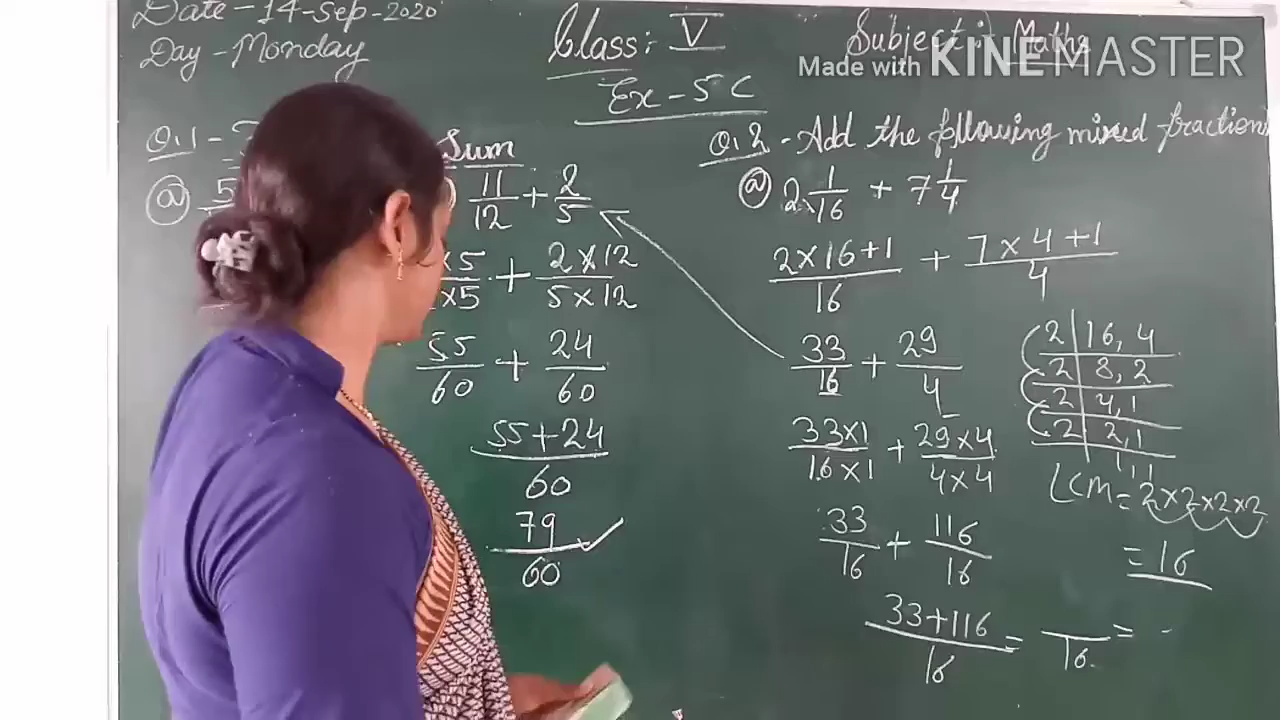 Date-14-Sep-2020
Day-Monday
Class: V
Subject: Maths
Made with KINEMASTER
Ex-5C
Q.1-
Sum
ⓐ 5
11/12 + 2/5
×5/×5 + 2×12/5×12
55/60 + 24/60
55+24/60
79/60 ✓
Q.2-Add the following mixed fractions
ⓐ 2 1/16 + 7 1/4
2×16+1/16 + 7×4+1/4
33/16 + 29/4
33×1/16×1 + 29×4/4×4
33/16 + 116/16
33+116/16 = /16 = -
2 | 16, 4
2 | 8, 2
2 | 4, 1
2 | 2, 1
1, 1
LCM = 2×2×2×2
= 16